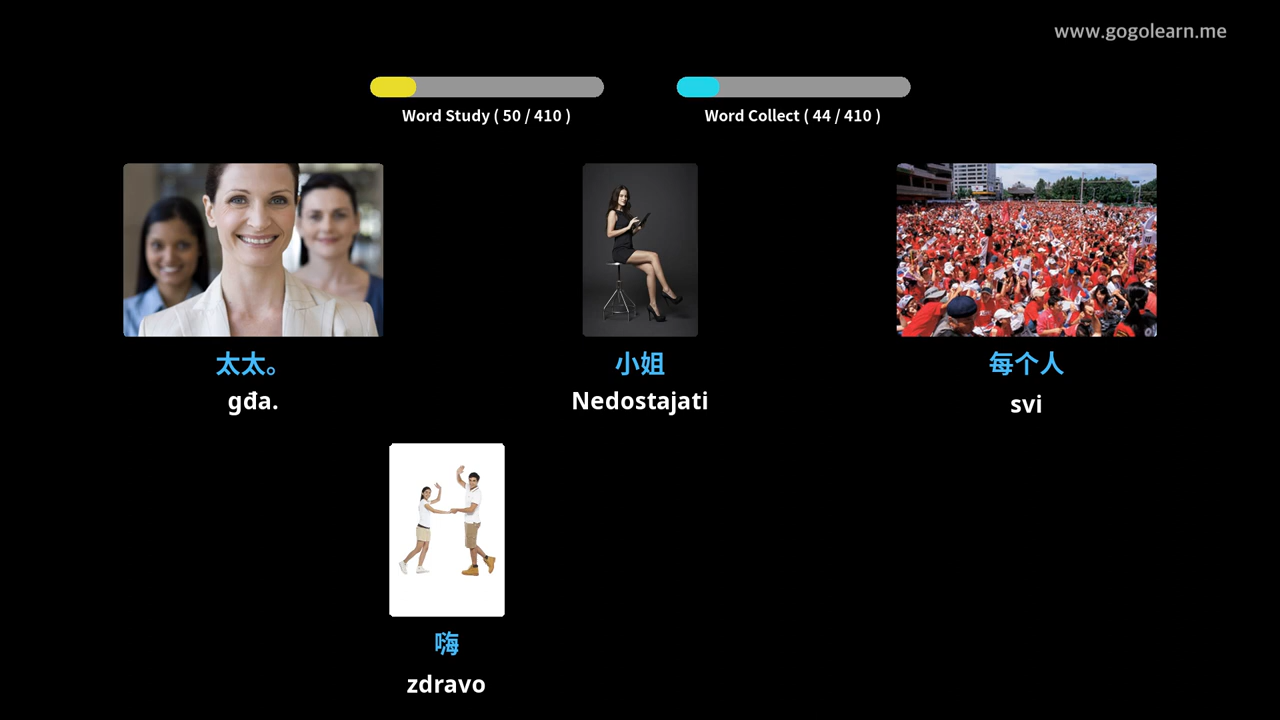 www.gogolearn.me
Word Study ( 50 / 410 )
Word Collect ( 44 / 410 )
太太。
gđa.
小姐
Nedostajati
每个人
svi
嗨
zdravo